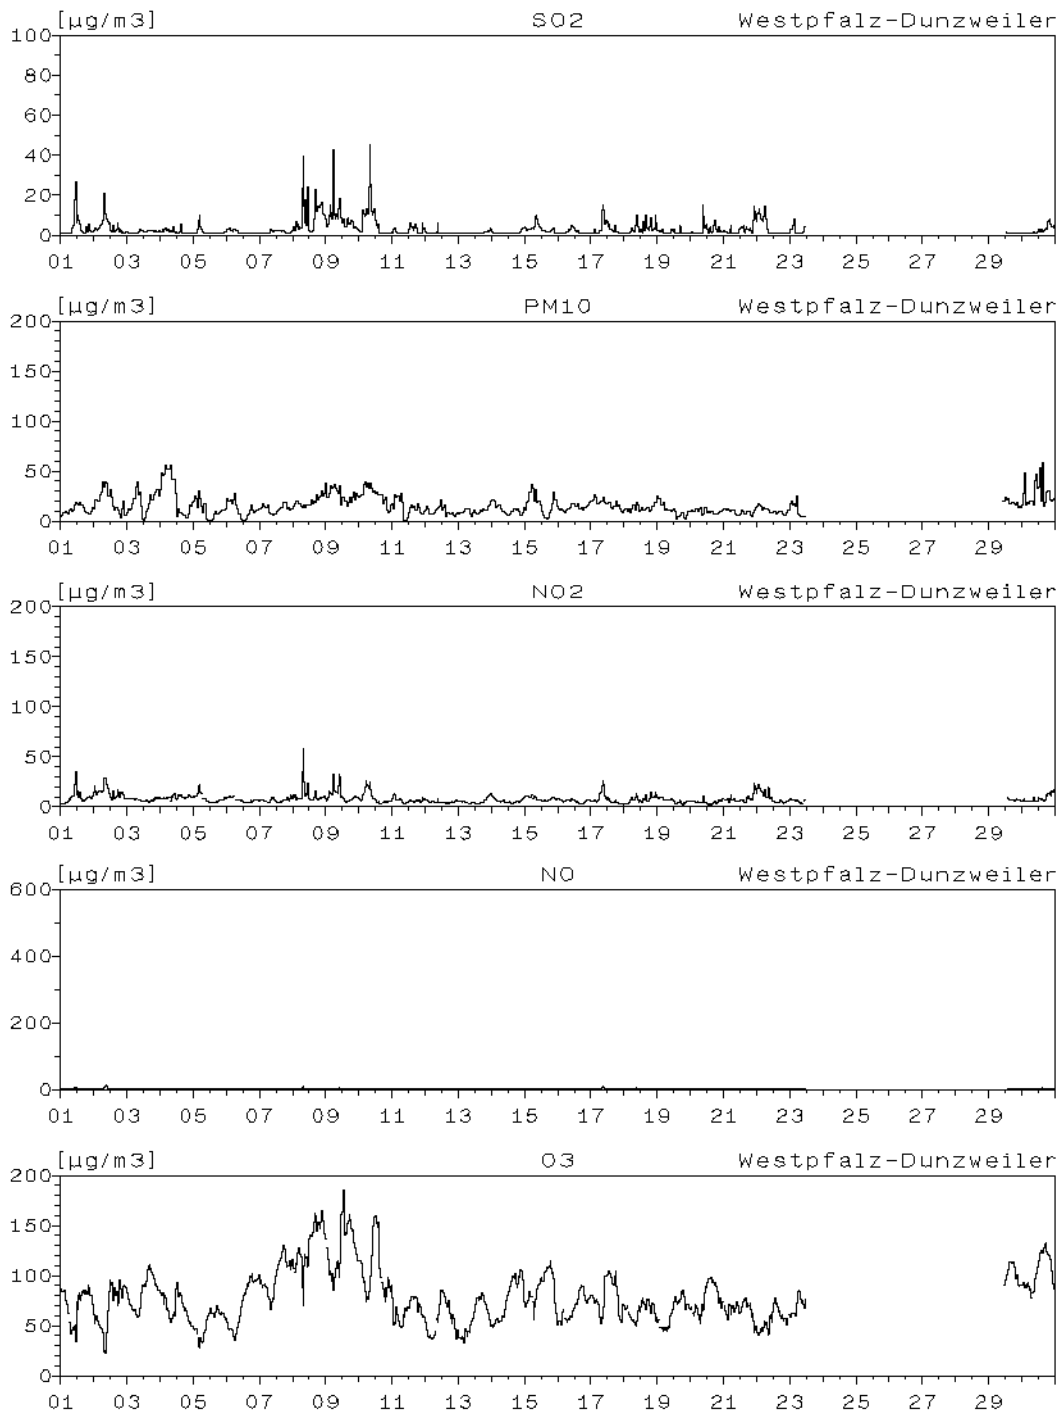 [µg/m3] SO2 Westpfalz-Dunzweiler
100
80
60
40
20
0
01 03 05 07 09 11 13 15 17 19 21 23 25 27 29
[µg/m3] PM10 Westpfalz-Dunzweiler
200
150
100
50
0
01 03 05 07 09 11 13 15 17 19 21 23 25 27 29
[µg/m3] NO2 Westpfalz-Dunzweiler
200
150
100
50
0
01 03 05 07 09 11 13 15 17 19 21 23 25 27 29
[µg/m3] NO Westpfalz-Dunzweiler
600
400
200
0
01 03 05 07 09 11 13 15 17 19 21 23 25 27 29
[µg/m3] O3 Westpfalz-Dunzweiler
200
150
100
50
0
01 03 05 07 09 11 13 15 17 19 21 23 25 27 29